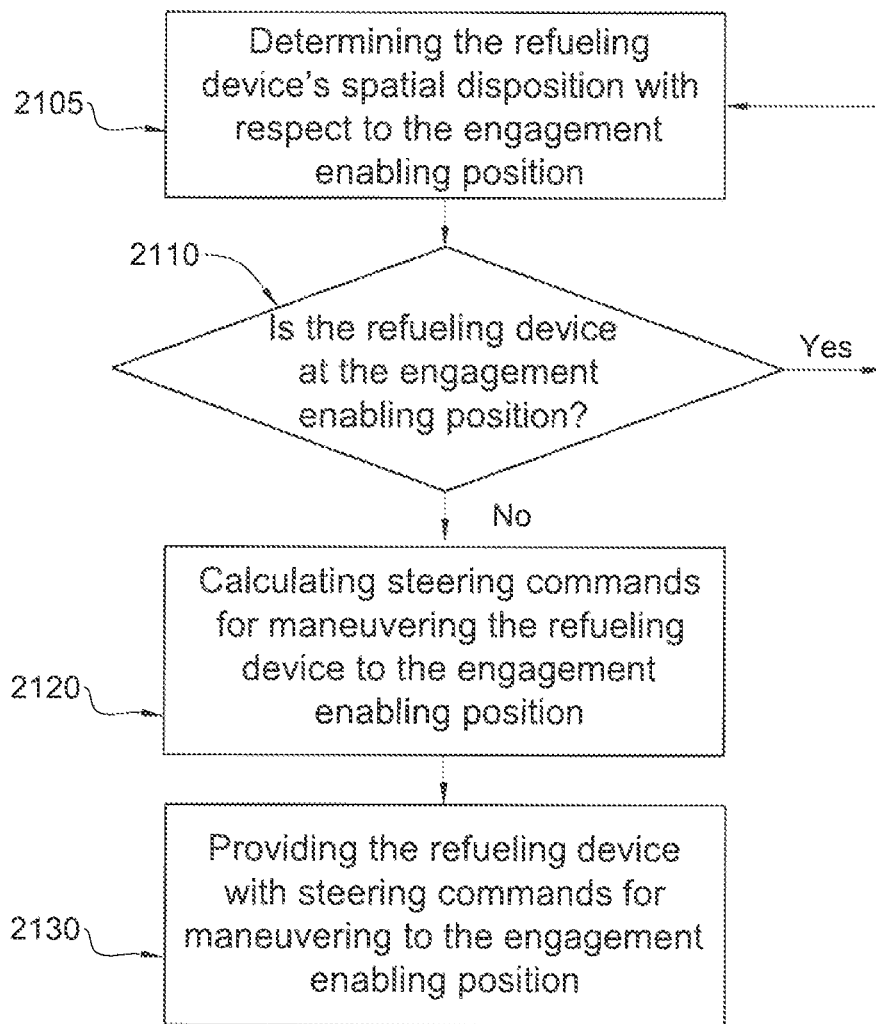 Determining the refueling
device's spatial disposition with
respect to the engagement
enabling position
2105
2110
Is the refueling device
at the engagement
enabling position?
Yes
No
Calculating steering commands
for maneuvering the refueling
device to the engagement
enabling position
2120
Providing the refueling device
with steering commands for
maneuvering to the engagement
enabling position
2130